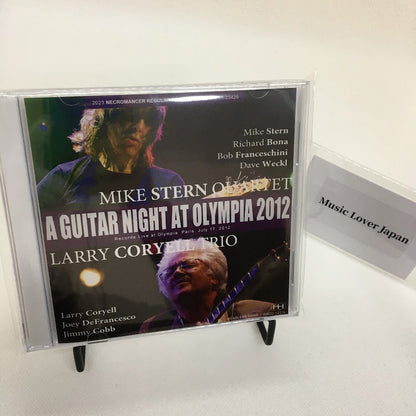 2023 NECROMANCER
Mike Stern
Richard Bona
Bob Franceschini
Dave Weckl
MIKE STERN QUARTET
A GUITAR NIGHT AT OLYMPIA 2012
Records Live at Olympia, Paris, July 17, 2012
LARRY CORYELL TRIO
Larry Coryell
Joey DeFrancesco
Jimmy Cobb
Music Lover Japan